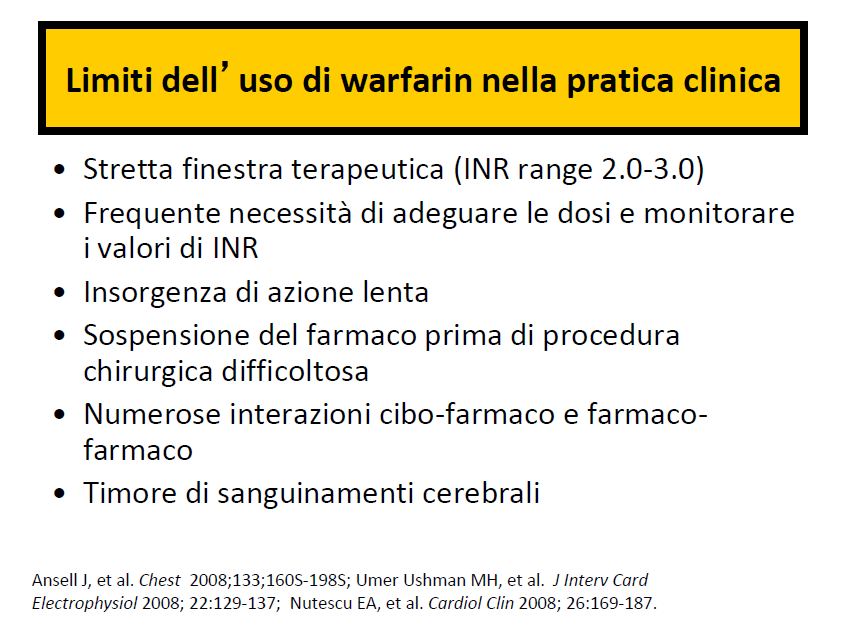 Limiti dell’ uso di warfarin nella pratica clinica
• Stretta finestra terapeutica (INR range 2.0-3.0)
• Frequente necessità di adeguare le dosi e monitorare
i valori di INR
• Insorgenza di azione lenta
• Sospensione del farmaco prima di procedura
chirurgica difficoltosa
• Numerose interazioni cibo-farmaco e farmaco-
farmaco
• Timore di sanguinamenti cerebrali
Ansell J, et al. Chest 2008;133;160S-198S; Umer Ushman MH, et al. J Interv Card
Electrophysiol 2008; 22:129-137; Nutescu EA, et al. Cardiol Clin 2008; 26:169-187.